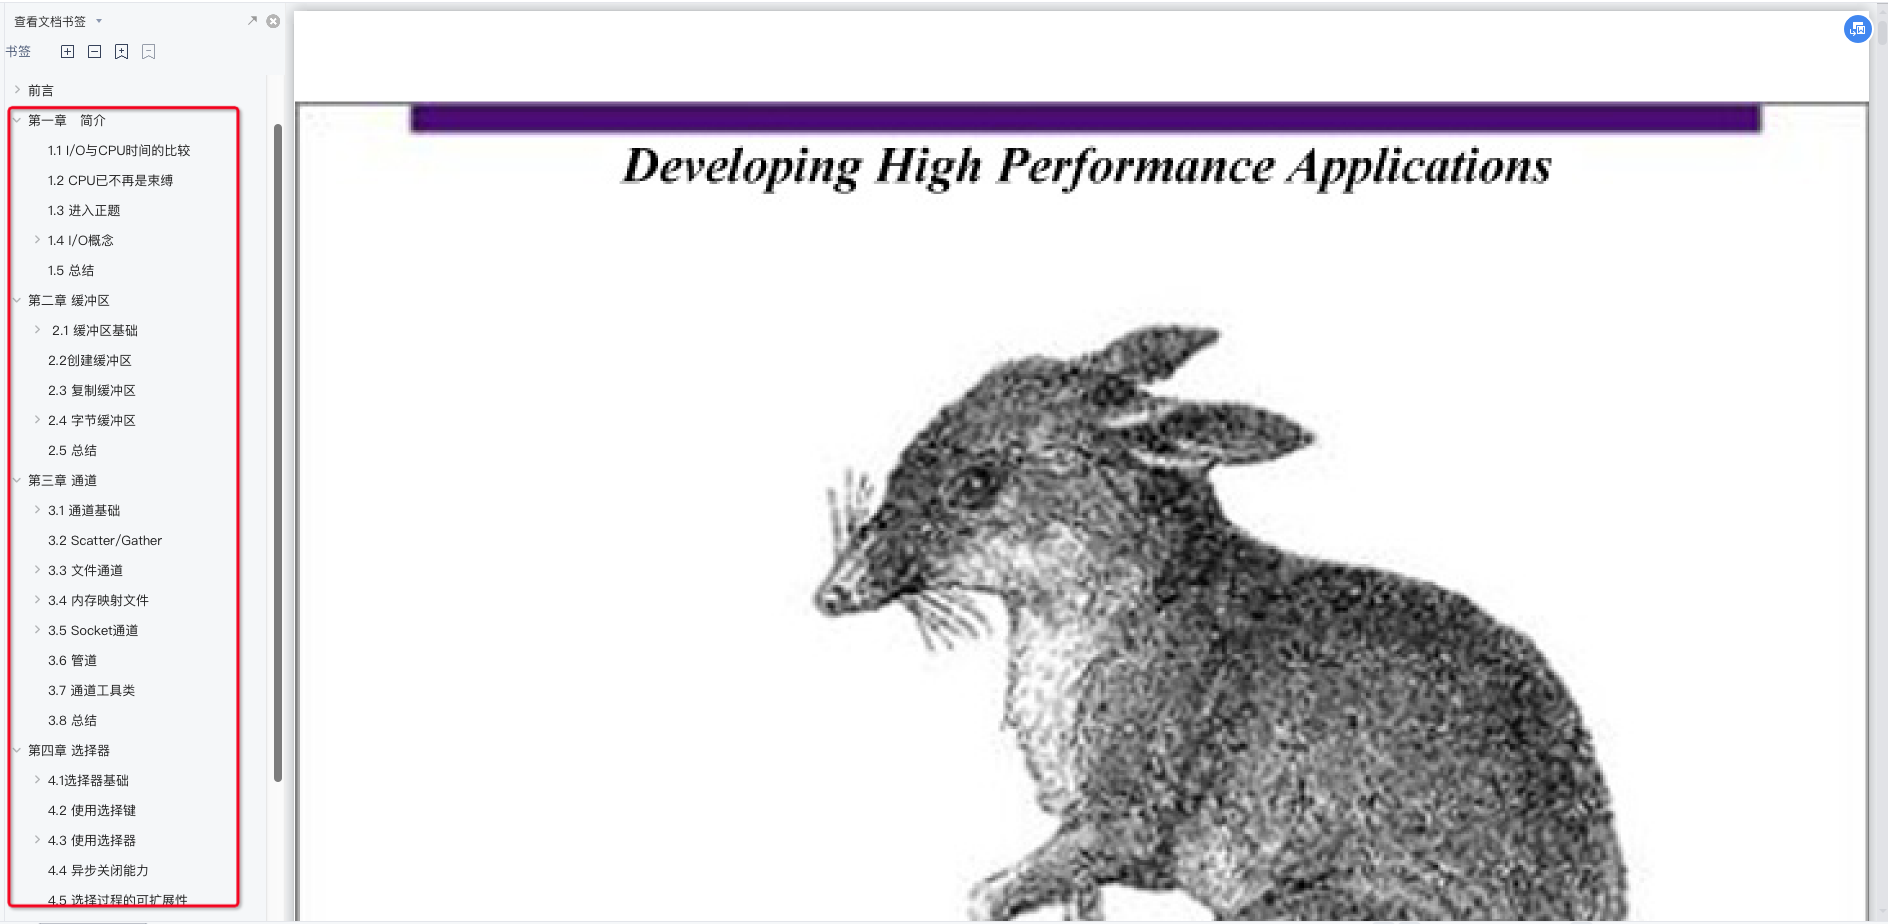 查看文档书签
书签
前言
第一章 简介
1.1 I/O与CPU时间的比较
1.2 CPU已不再是束缚
1.3 进入正题
1.4 I/O概念
1.5 总结
第二章 缓冲区
2.1 缓冲区基础
2.2创建缓冲区
2.3 复制缓冲区
2.4 字节缓冲区
2.5 总结
第三章 通道
3.1 通道基础
3.2 Scatter/Gather
3.3 文件通道
3.4 内存映射文件
3.5 Socket通道
3.6 管道
3.7 通道工具类
3.8 总结
第四章 选择器
4.1选择器基础
4.2 使用选择键
4.3 使用选择器
4.4 异步关闭能力
4.5 选择过程的可扩展性
Developing High Performance Applications